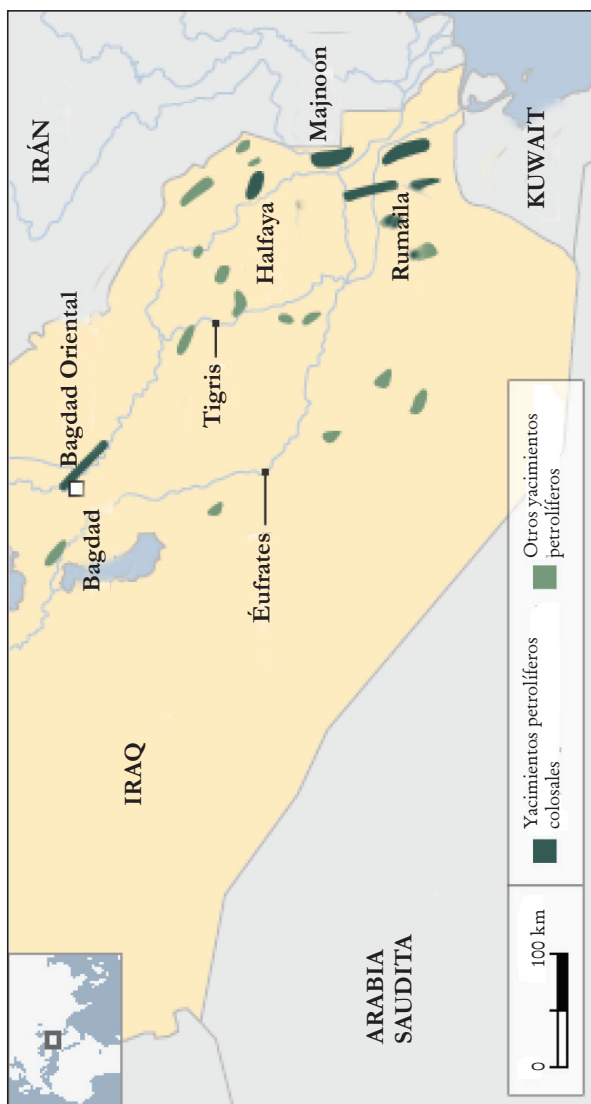 IRÁN
Bagdad Oriental
Bagdad
Tigris
Halfaya
Majnoon
Éufrates
IRAQ
Rumaila
KUWAIT
ARABIA
SAUDITA
0
100 km
Yacimientos petrolíferos
colosales
Otros yacimientos
petrolíferos